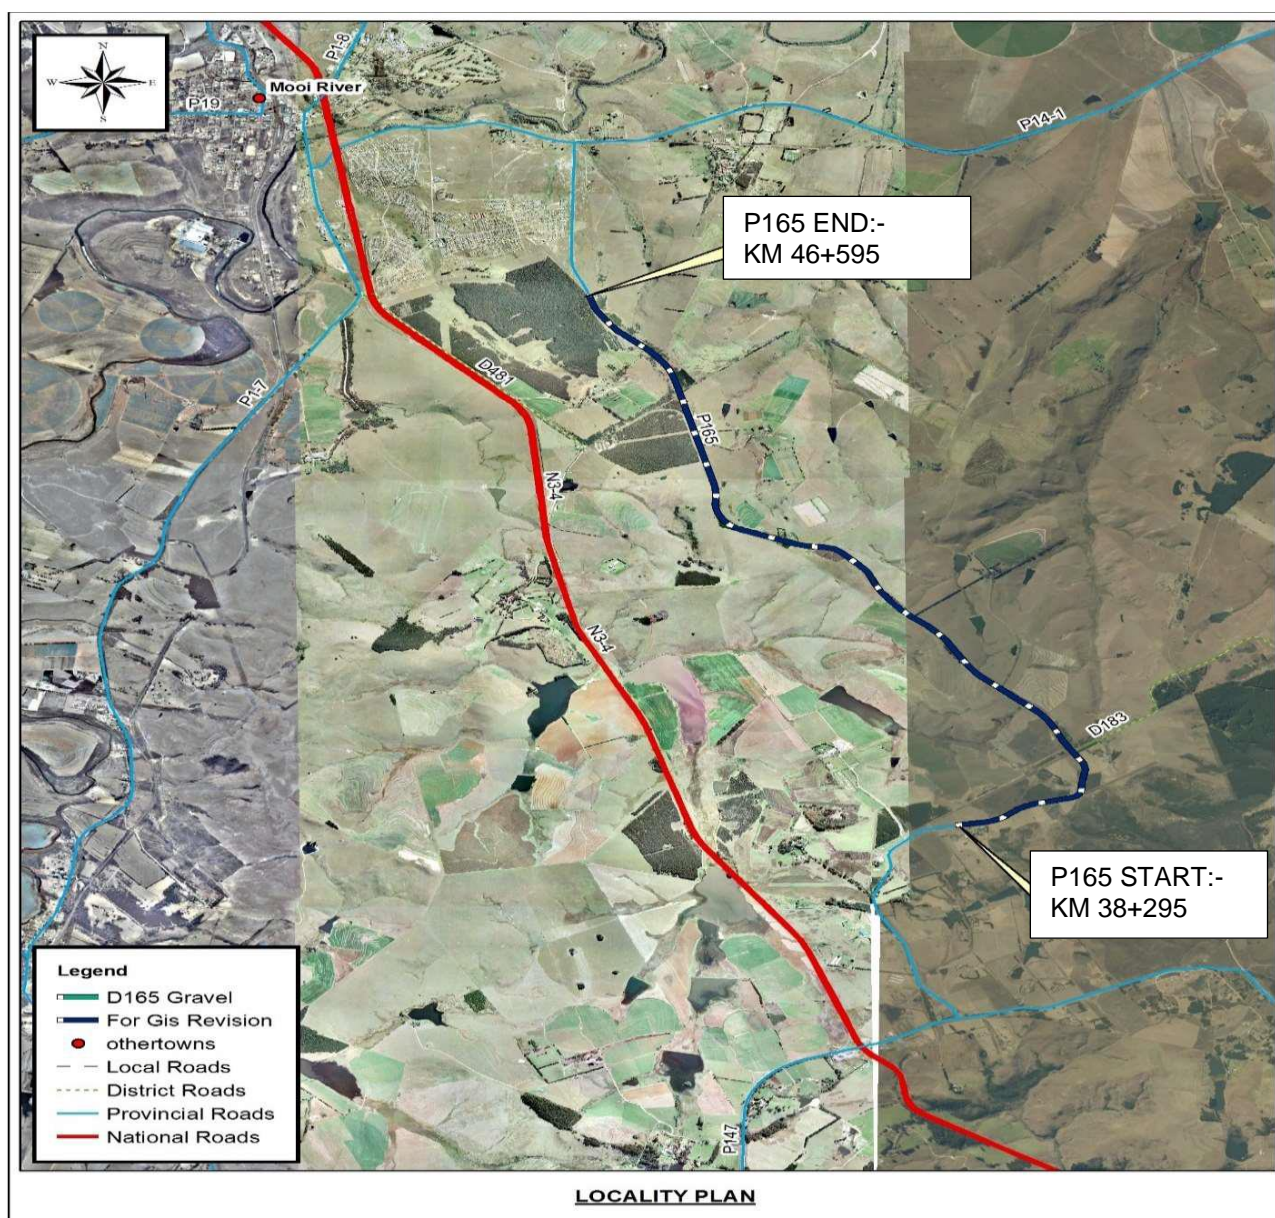 N
W E
S
P1-8
Mooi River
P19
P14-1
P165 END:-
KM 46+595
D481
P1-7
P165
N3-4
N3-4
D183
P165 START:-
KM 38+295
Legend
D165 Gravel
For Gis Revision
othertowns
Local Roads
District Roads
Provincial Roads
National Roads
P147
LOCALITY PLAN